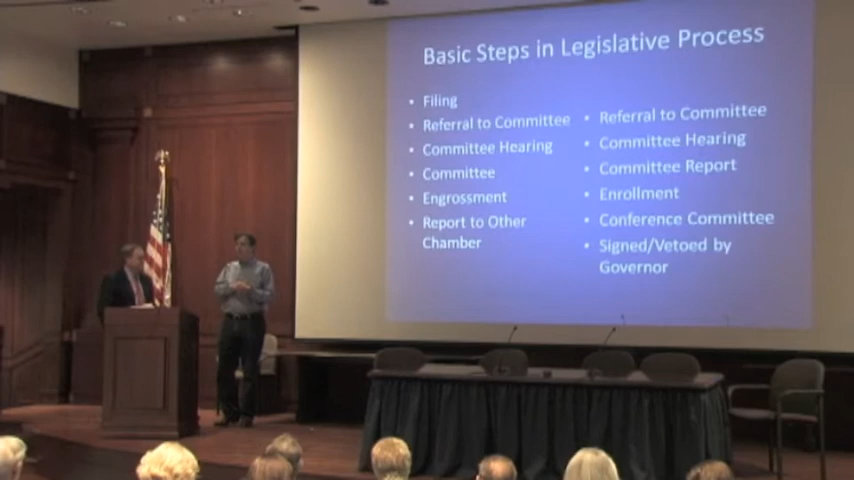 Basic Steps in Legislative Process
• Filing
• Referral to Committee
• Committee Hearing
• Committee
• Engrossment
• Report to Other
Chamber
• Referral to Committee
• Committee Hearing
• Committee Report
• Enrollment
• Conference Committee
• Signed/Vetoed by
Governor